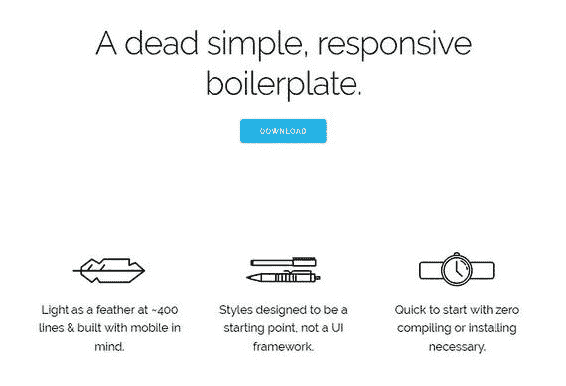 A dead simple, responsive
boilerplate.
DOWNLOAD
Light as a feather at ~400
lines & built with mobile in
mind.
Styles designed to be a
starting point, not a UI
framework.
Quick to start with zero
compiling or installing
necessary.